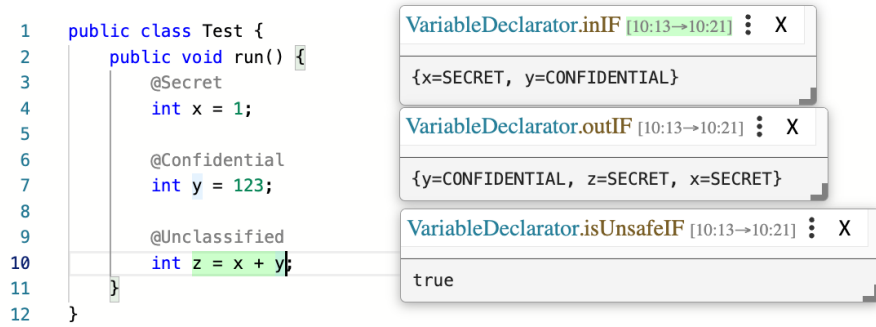 1 public class Test {
2 public void run() {
3 @Secret
4 int x = 1;
5
6 @Confidential
7 int y = 123;
8
9 @Unclassified
10 int z = x + y;
11 }
12 }
VariableDeclarator.inIF [10:13→10:21] ⋮ X
{x=SECRET, y=CONFIDENTIAL}
VariableDeclarator.outIF [10:13→10:21] ⋮ X
{y=CONFIDENTIAL, z=SECRET, x=SECRET}
VariableDeclarator.isUnsafeIF [10:13→10:21] ⋮ X
true